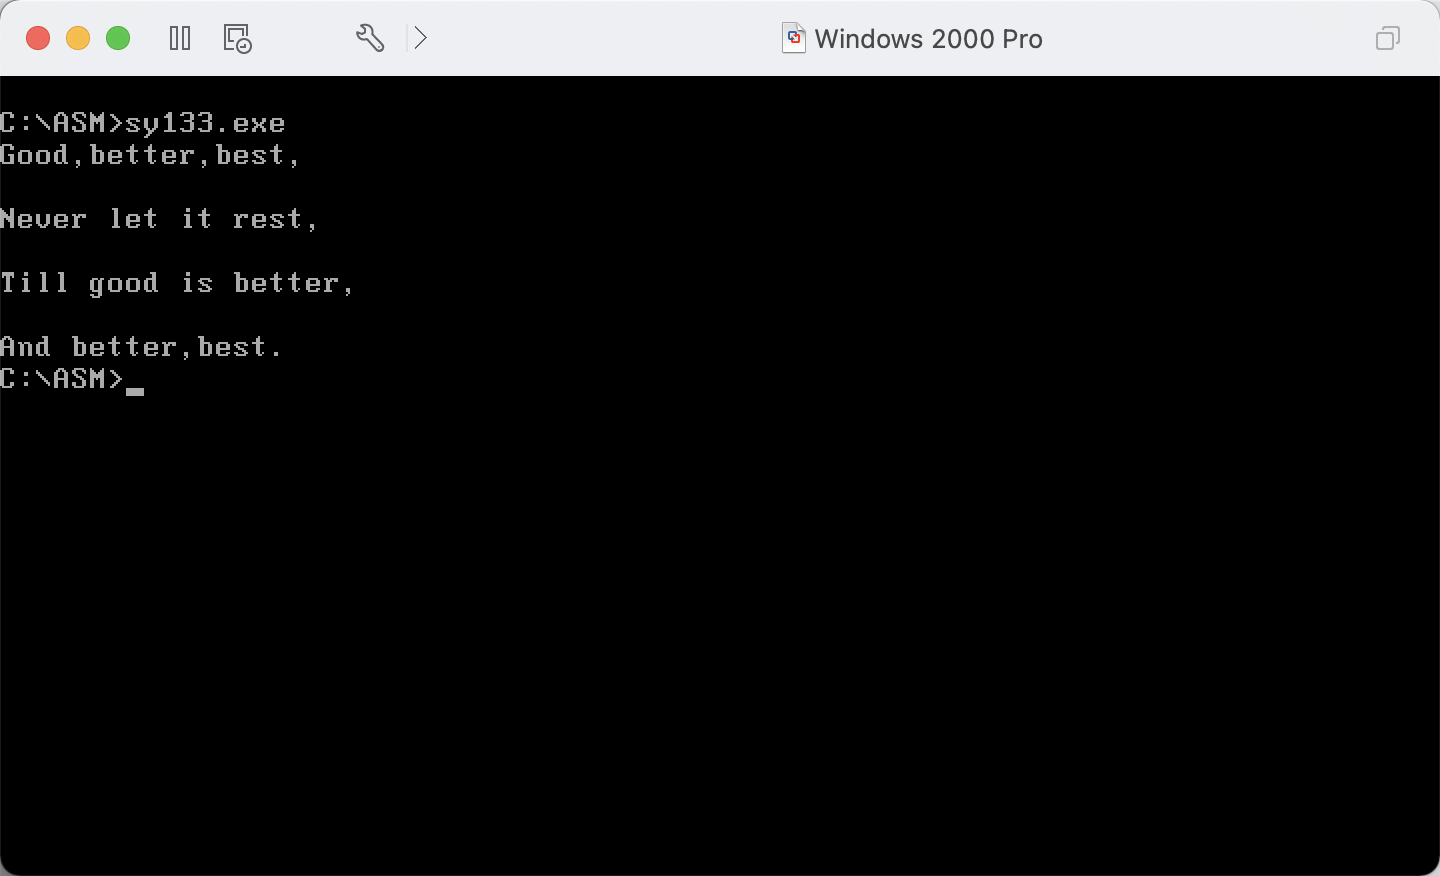 Windows 2000 Pro
C:\ASM>sy133.exe
Good,better,best,
Never let it rest,
Till good is better,
And better,best.
C:\ASM>_